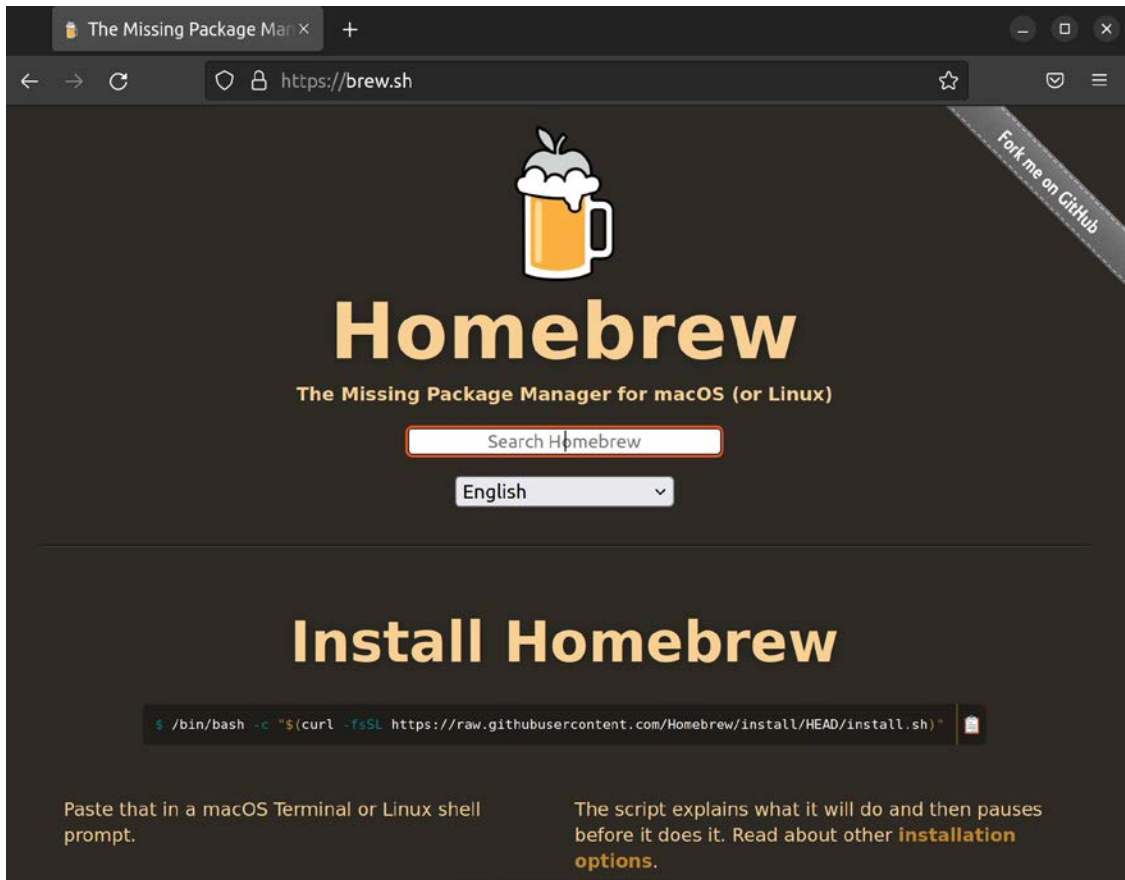 The Missing Package Man
https://brew.sh
Fork me on GitHub
Homebrew
The Missing Package Manager for macOS (or Linux)
Search Homebrew
English
Install Homebrew
$ /bin/bash -c "$(curl -fsSL https://raw.githubusercontent.com/Homebrew/install/HEAD/install.sh)"
Paste that in a macOS Terminal or Linux shell
prompt.
The script explains what it will do and then pauses
before it does it. Read about other installation
options.